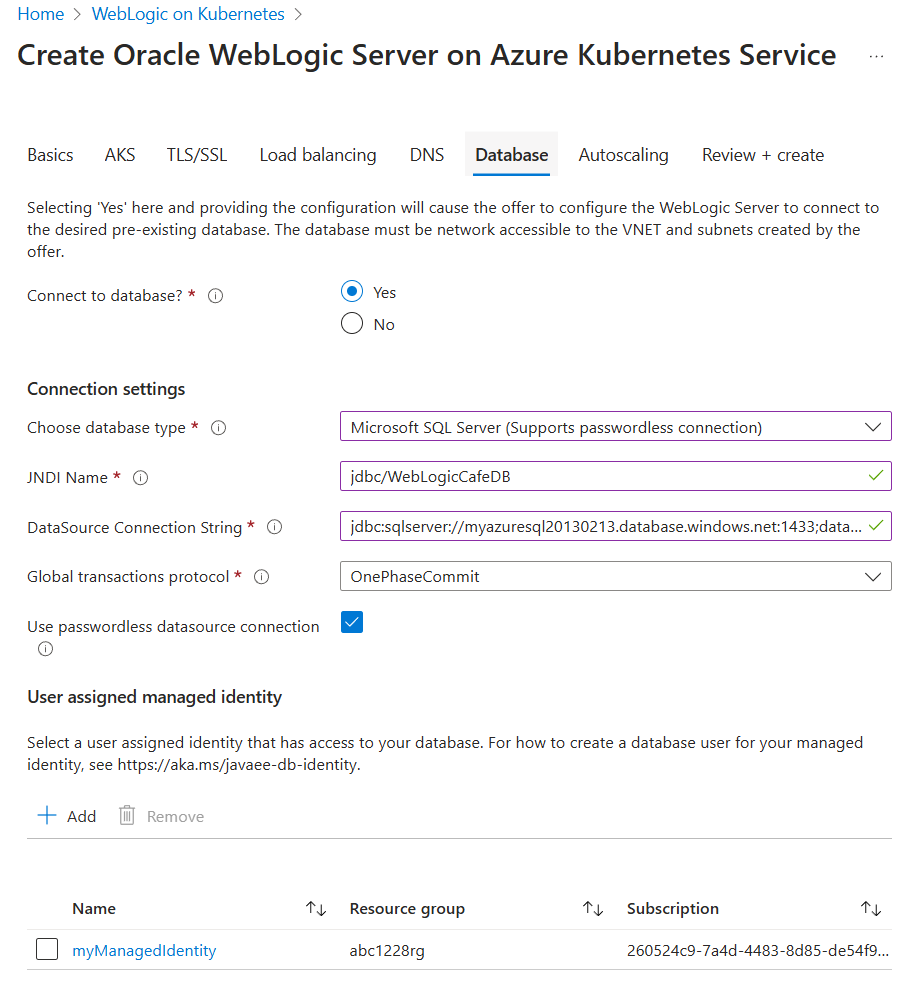 Home > WebLogic on Kubernetes >
Create Oracle WebLogic Server on Azure Kubernetes Service ...
Basics AKS TLS/SSL Load balancing DNS Database Autoscaling Review + create
Selecting 'Yes' here and providing the configuration will cause the offer to configure the WebLogic Server to connect to
the desired pre-existing database. The database must be network accessible to the VNET and subnets created by the
offer.
Connect to database? * Yes
No
Connection settings
Choose database type * Microsoft SQL Server (Supports passwordless connection)
JNDI Name * jdbc/WebLogicCafeDB
DataSource Connection String * jdbc:sqlserver://myazuresql20130213.database.windows.net:1433;data...
Global transactions protocol * OnePhaseCommit
Use passwordless datasource connection
User assigned managed identity
Select a user assigned identity that has access to your database. For how to create a database user for your managed
identity, see https://aka.ms/javaee-db-identity.
+ Add Remove
Name Resource group Subscription
myManagedIdentity abc1228rg 260524c9-7a4d-4483-8d85-de54f9...